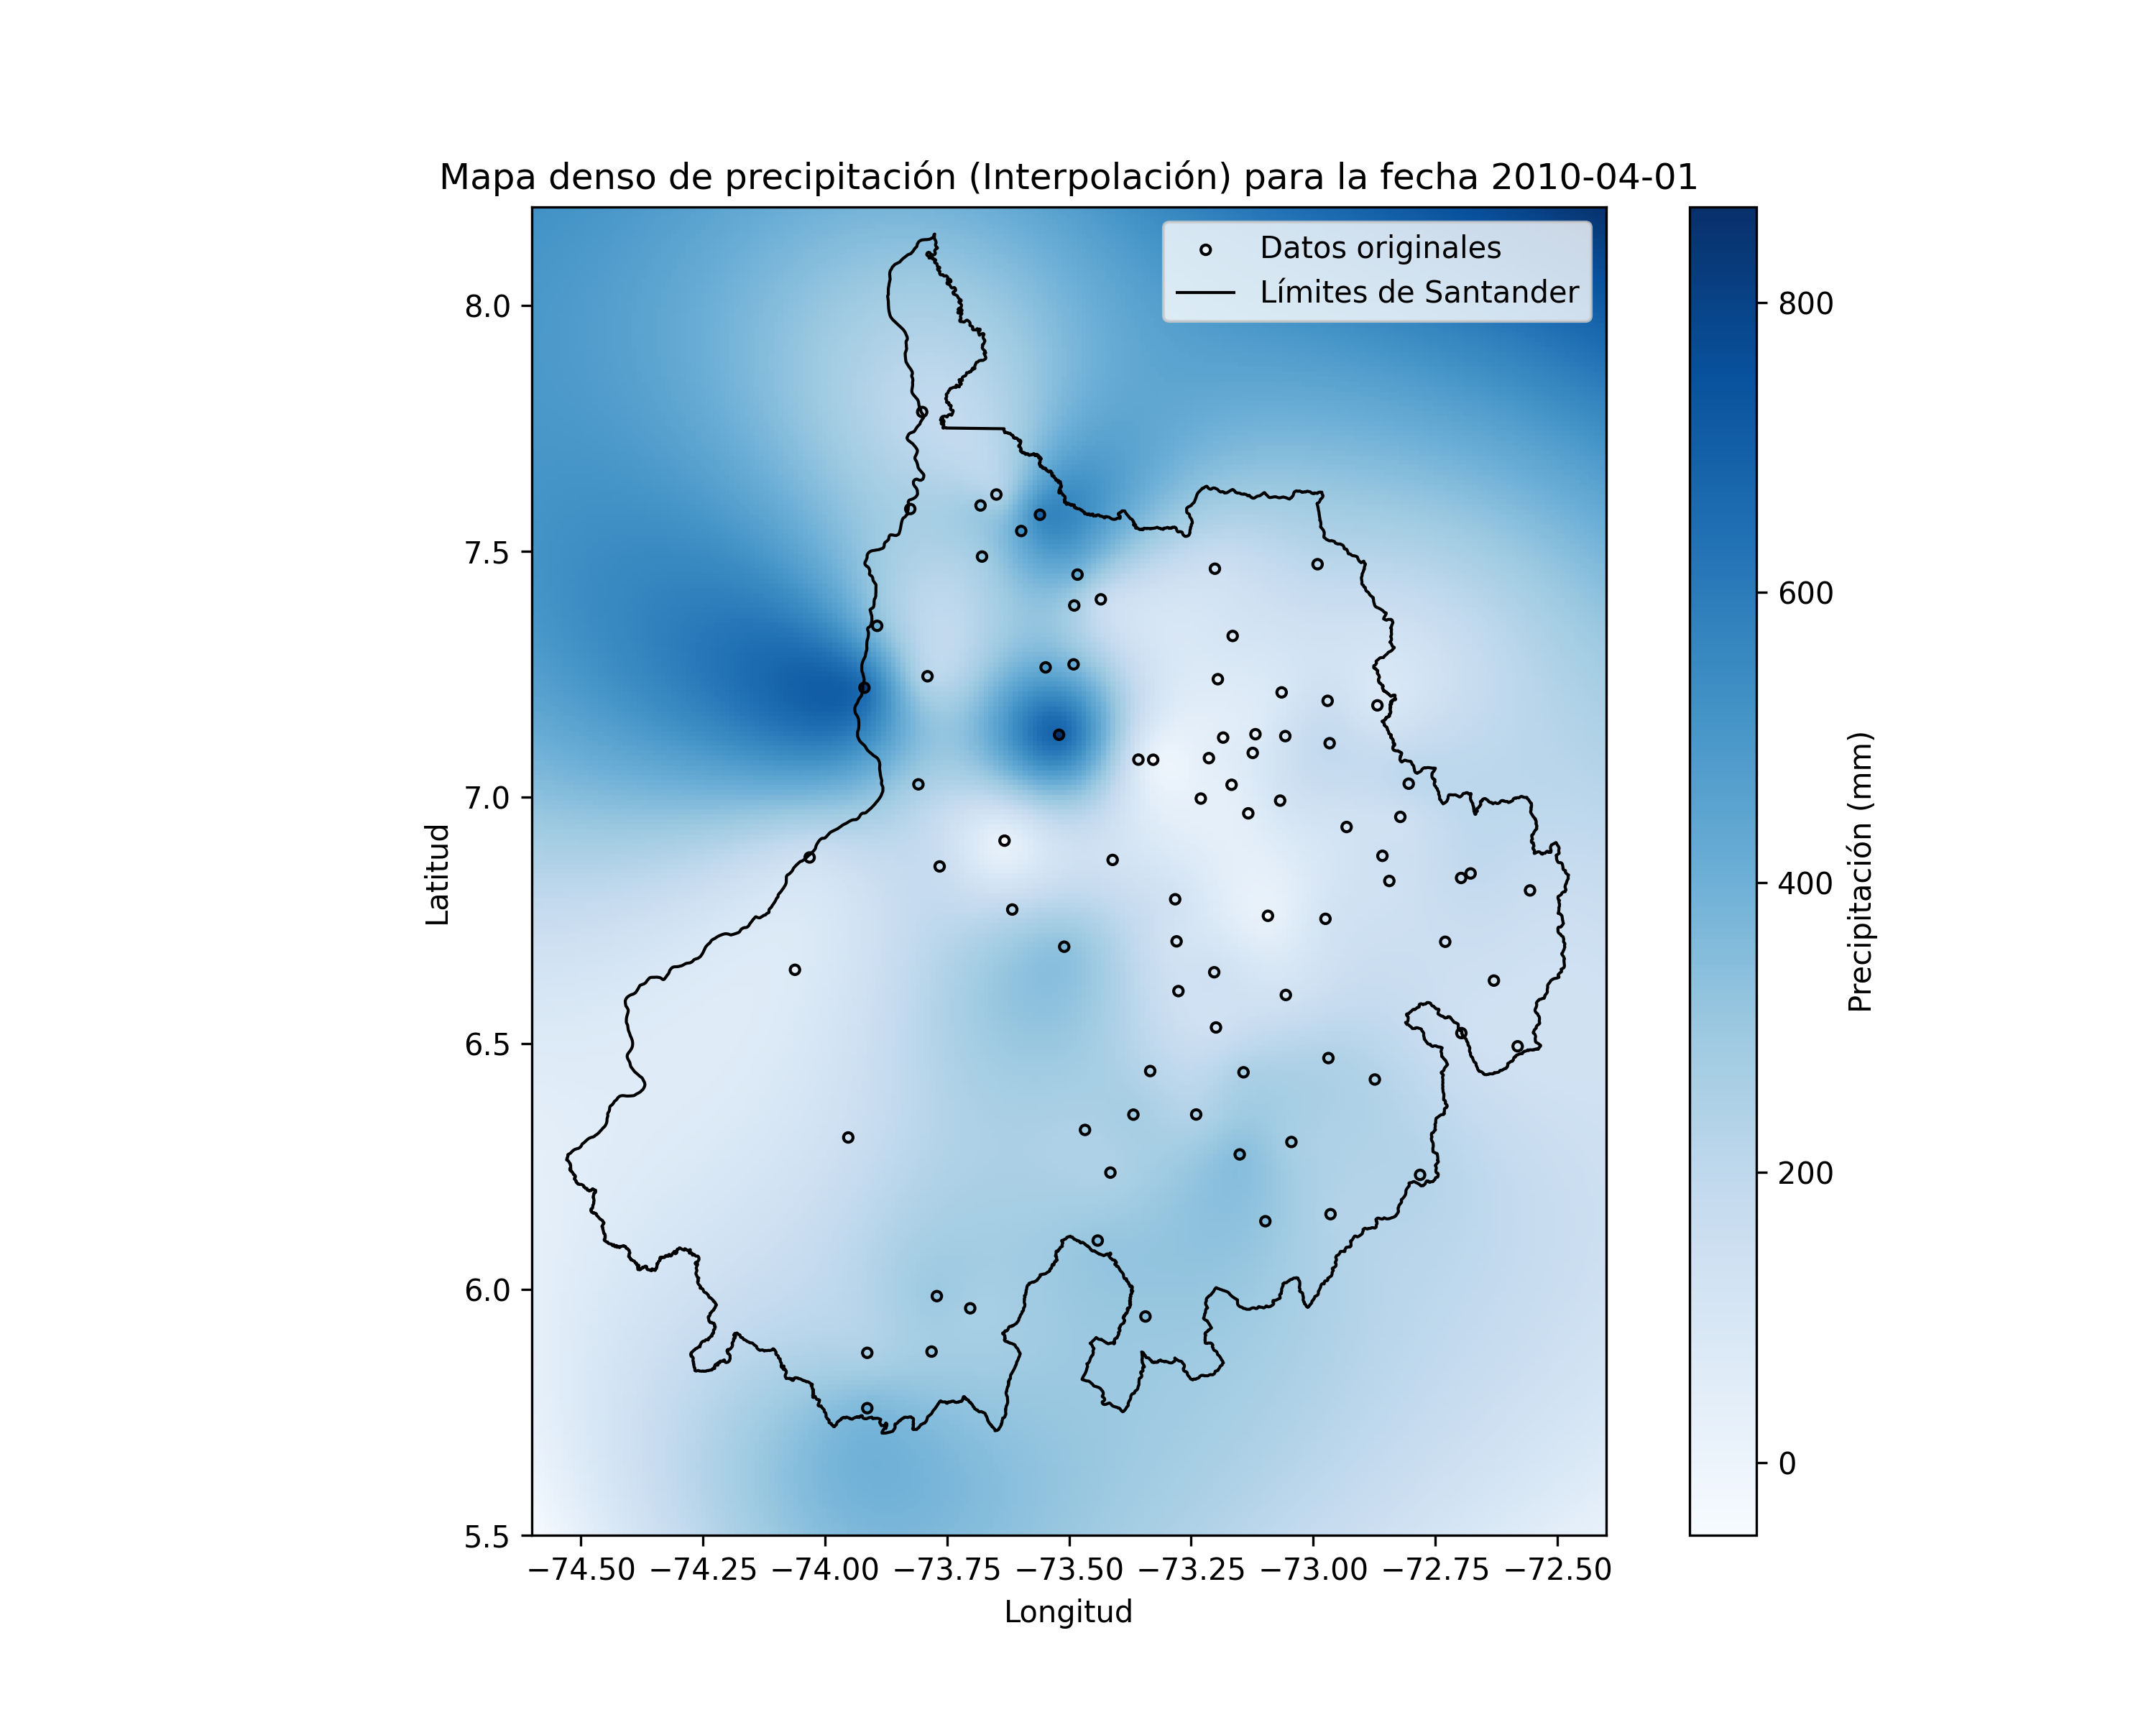 Mapa denso de precipitación (Interpolación) para la fecha 2010-04-01
Datos originales
Límites de Santander
8.0
7.5
7.0
6.5
6.0
5.5
Latitud
−74.50 −74.25 −74.00 −73.75 −73.50 −73.25 −73.00 −72.75 −72.50
Longitud
800
600
400
200
0
Precipitación (mm)